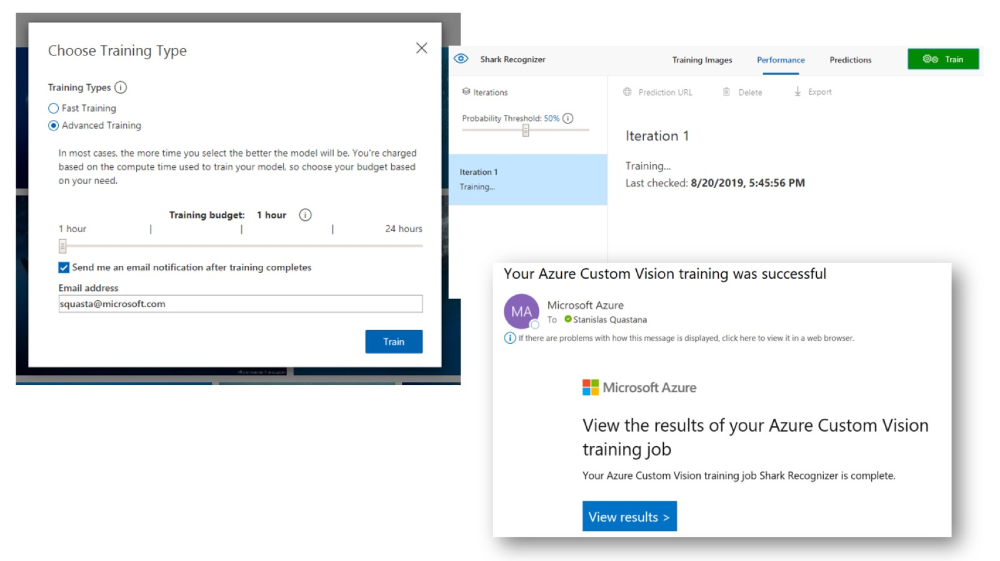 Choose Training Type
Training Types
Fast Training
Advanced Training
In most cases, the more time you select the better the model will be. You're charged
based on the compute time used to train your model, so choose your budget based
on your need.
Training budget: 1 hour
1 hour | | | 24 hours
Send me an email notification after training completes
Email address
squasta@microsoft.com
Train
Shark Recognizer
Training Images
Performance
Predictions
Train
Iterations
Prediction URL
Delete
Export
Probability Threshold: 50%
Iteration 1
Training...
Iteration 1
Training...
Last checked: 8/20/2019, 5:45:56 PM
Your Azure Custom Vision training was successful
MA
Microsoft Azure
To Stanislas Quastana
If there are problems with how this message is displayed, click here to view it in a web browser.
Microsoft Azure
View the results of your Azure Custom Vision
training job
Your Azure Custom Vision training job Shark Recognizer is complete.
View results >